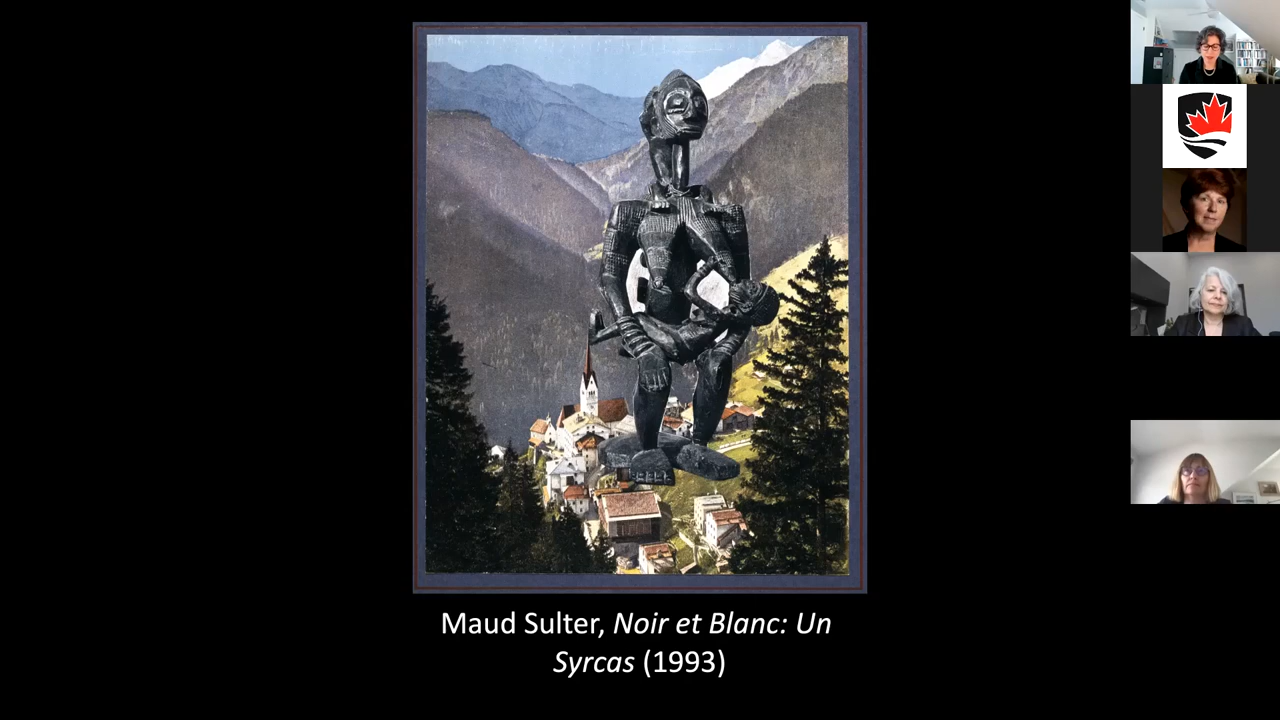 Maud Sulter, Noir et Blanc: Un
Syrcas (1993)